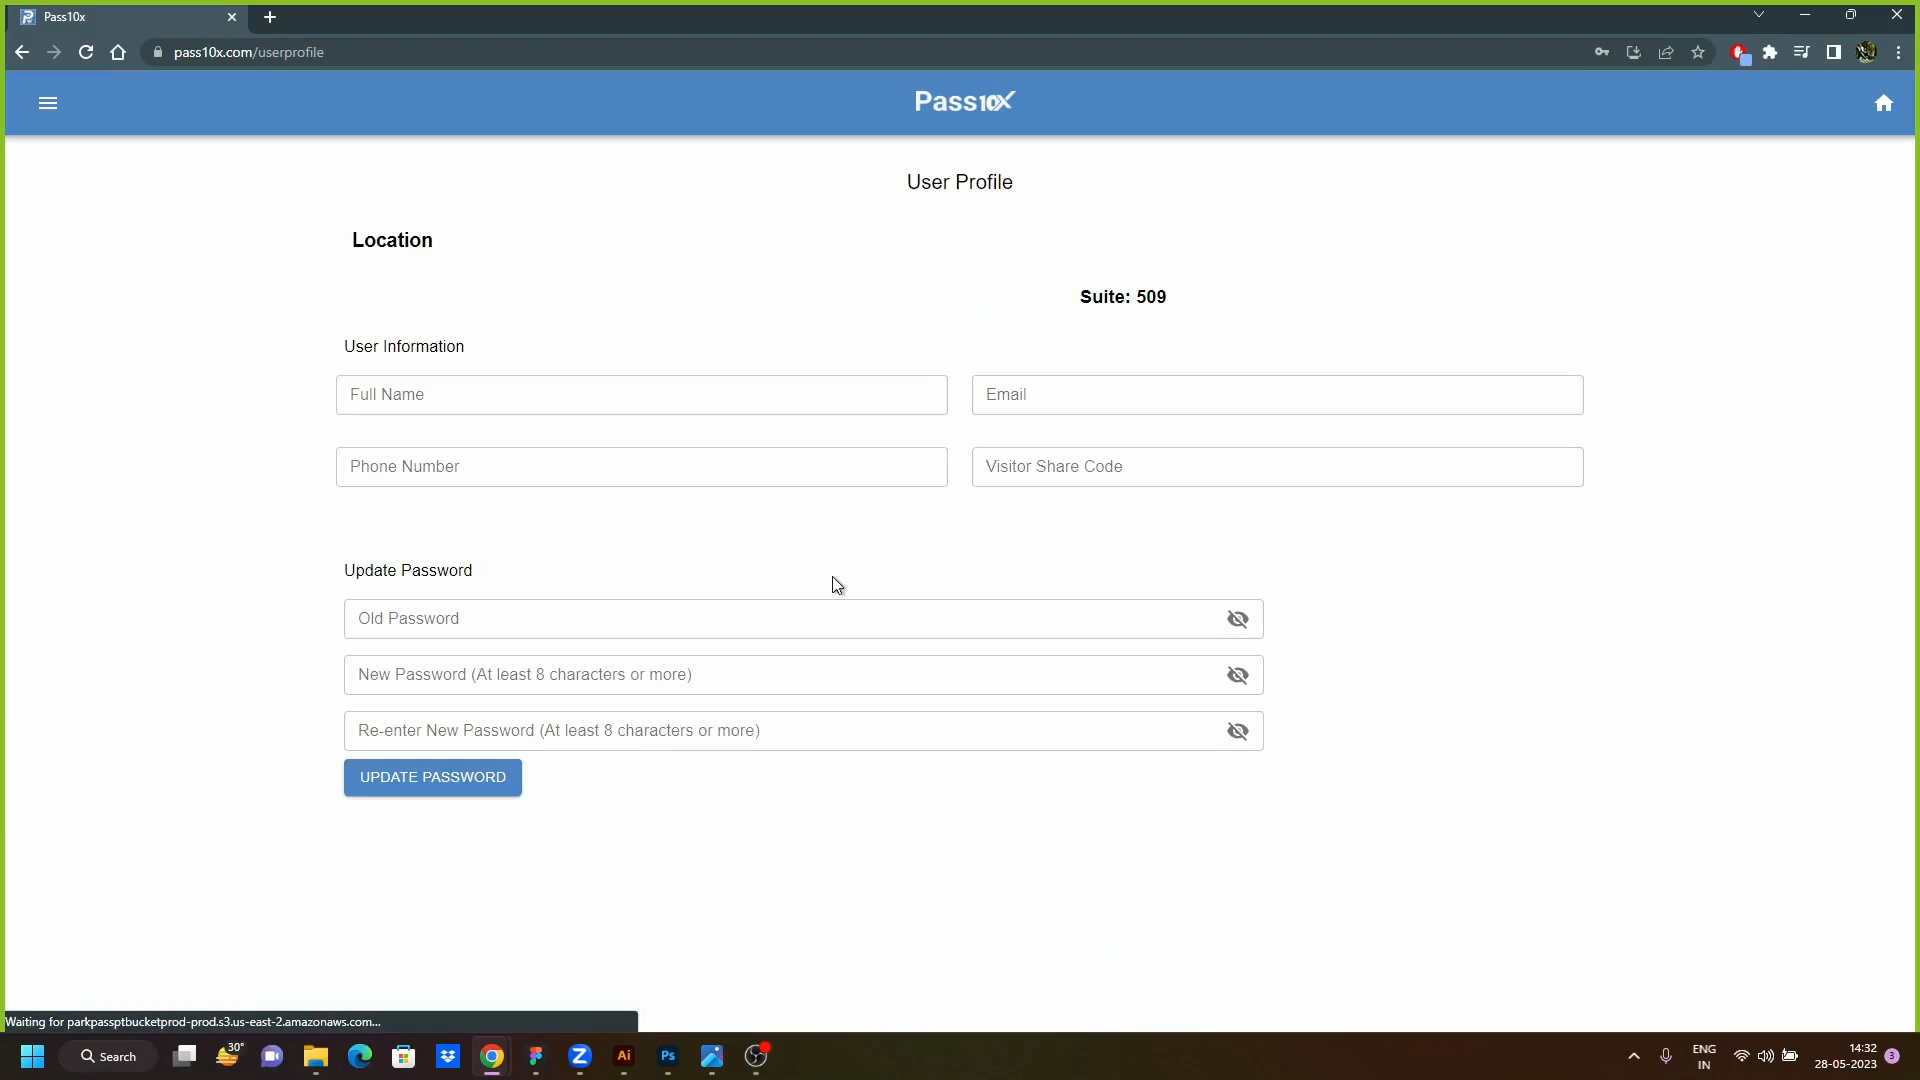 Pass10x
pass10x.com/userprofile
Pass10X
User Profile
Location
Suite: 509
User Information
Full Name
Email
Phone Number
Visitor Share Code
Update Password
Old Password
New Password (At least 8 characters or more)
Re-enter New Password (At least 8 characters or more)
UPDATE PASSWORD
Waiting for parkpassptbucketprod-prod.s3.us-east-2.amazonaws.com...
Search
30°
Z
Ai
Ps
ENG
IN
14:32
28-05-2023
3